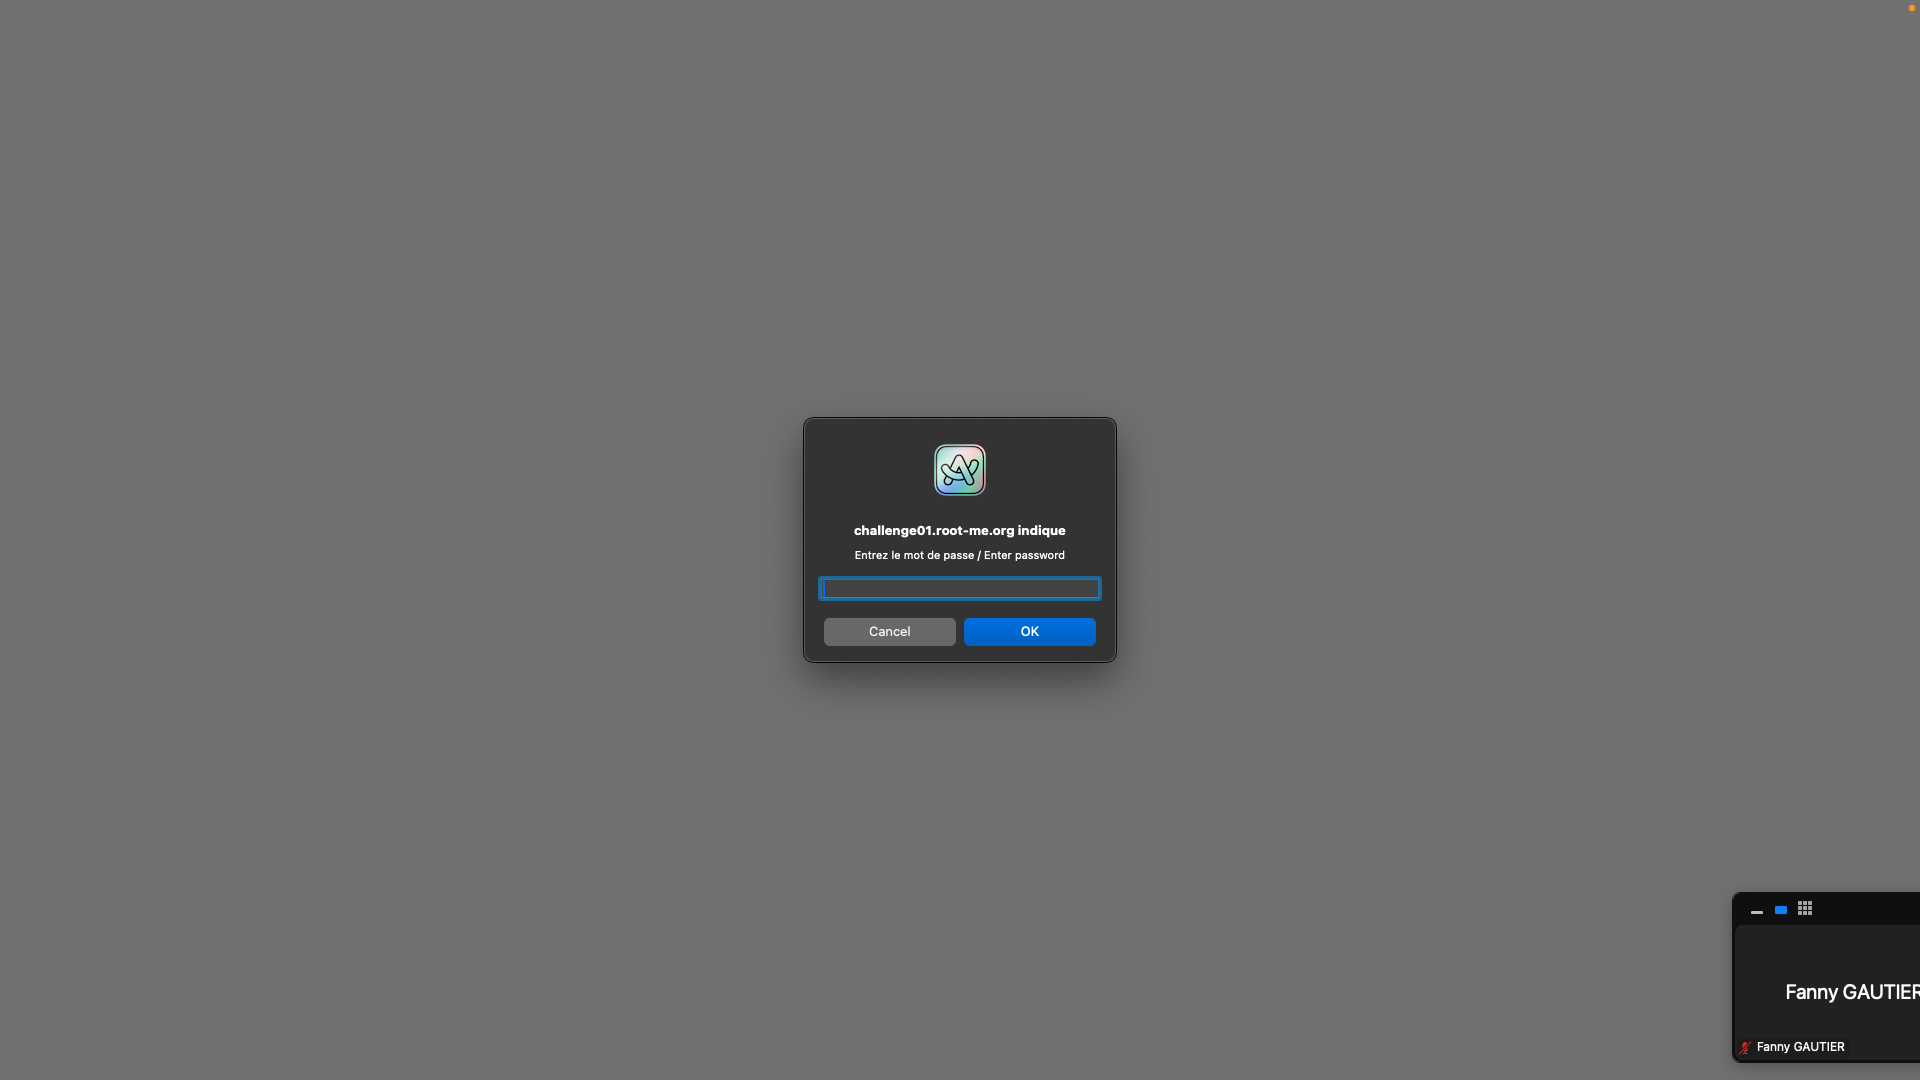 challenge01.root-me.org indique
Entrez le mot de passe / Enter password
Cancel
OK
Fanny GAUTIER
Fanny GAUTIER